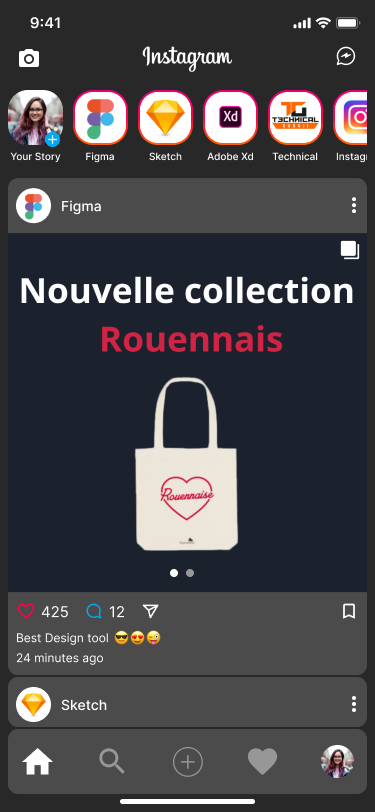 9:41
Instagram
Xd
TECHNICAL
Your Story
Figma
Sketch
Adobe Xd
Technical
Instagr
Figma
Nouvelle collection
Rouennais
Rouennaise
425
12
Best Design tool 😎😍😜
24 minutes ago
Sketch